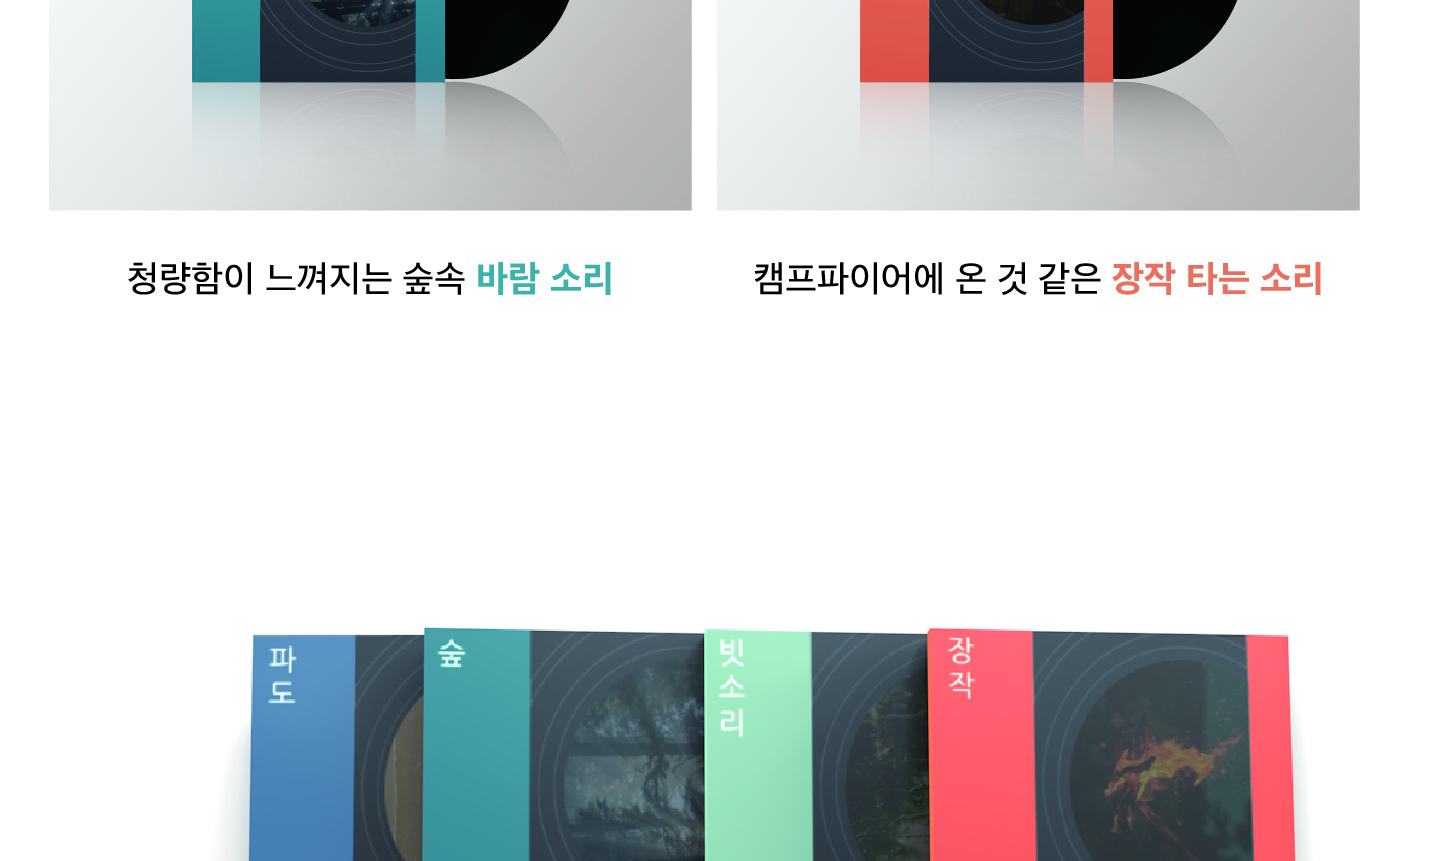 청량함이 느껴지는 숲속 바람 소리
캠프파이어에 온 것 같은 장작 타는 소리
파도
숲
빗소리
장작